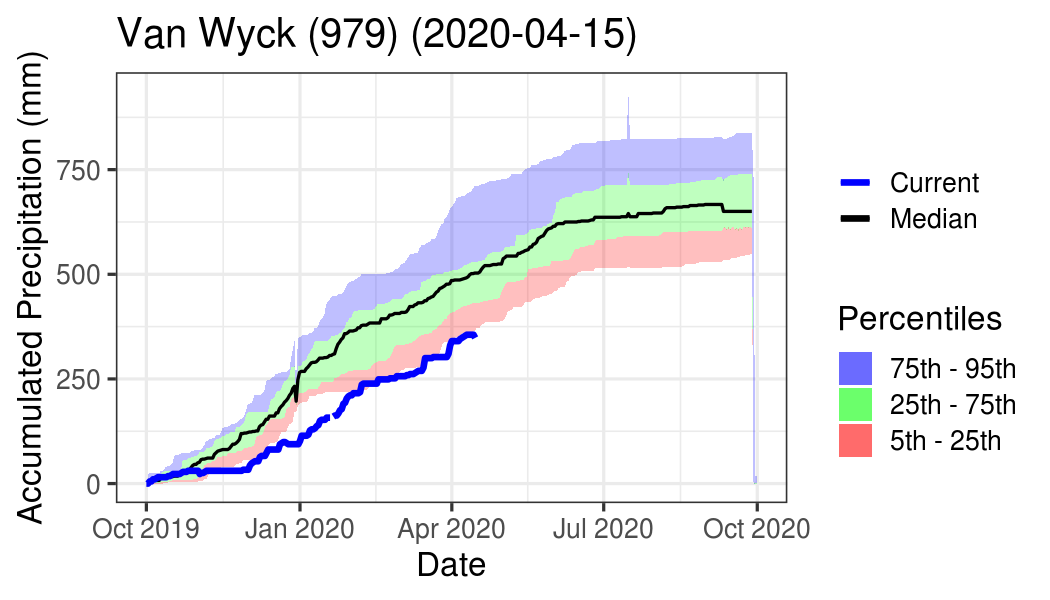 Van Wyck (979) (2020-04-15)
Accumulated Precipitation (mm)
750
500
250
0
Oct 2019 Jan 2020 Apr 2020 Jul 2020 Oct 2020
Date
Current
Median
Percentiles
75th - 95th
25th - 75th
5th - 25th